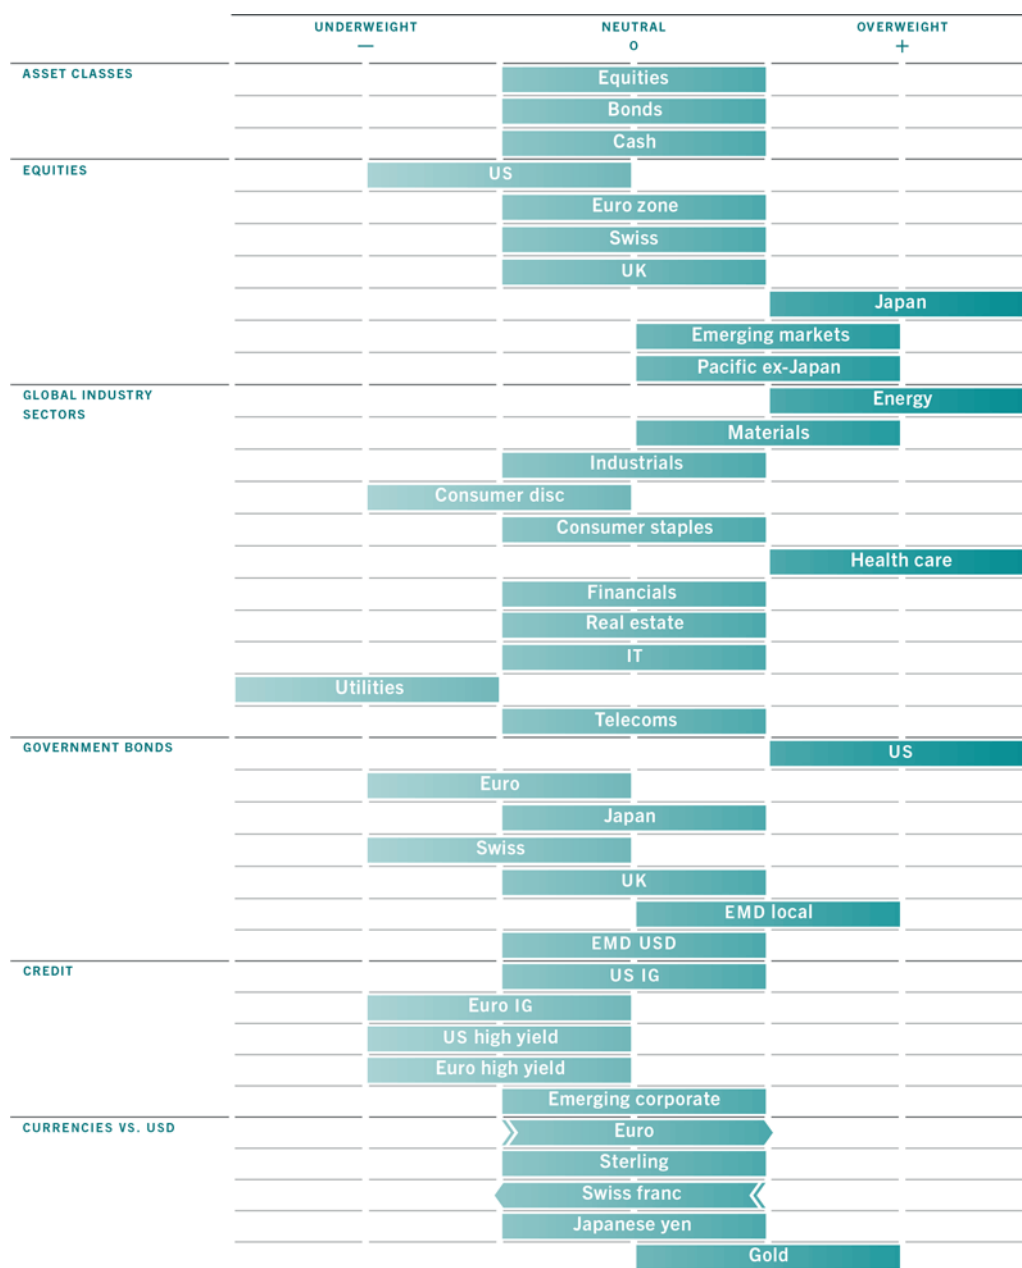 UNDERWEIGHT NEUTRAL OVERWEIGHT
— o +
ASSET CLASSES Equities
Bonds
Cash
EQUITIES US
Euro zone
Swiss
UK
Japan
Emerging markets
Pacific ex-Japan
GLOBAL INDUSTRY Energy
SECTORS Materials
Industrials
Consumer disc
Consumer staples
Health care
Financials
Real estate
IT
Utilities
Telecoms
GOVERNMENT BONDS US
Euro
Japan
Swiss
UK
EMD local
EMD USD
CREDIT US IG
Euro IG
US high yield
Euro high yield
Emerging corporate
CURRENCIES VS. USD Euro
Sterling
Swiss franc
Japanese yen
Gold